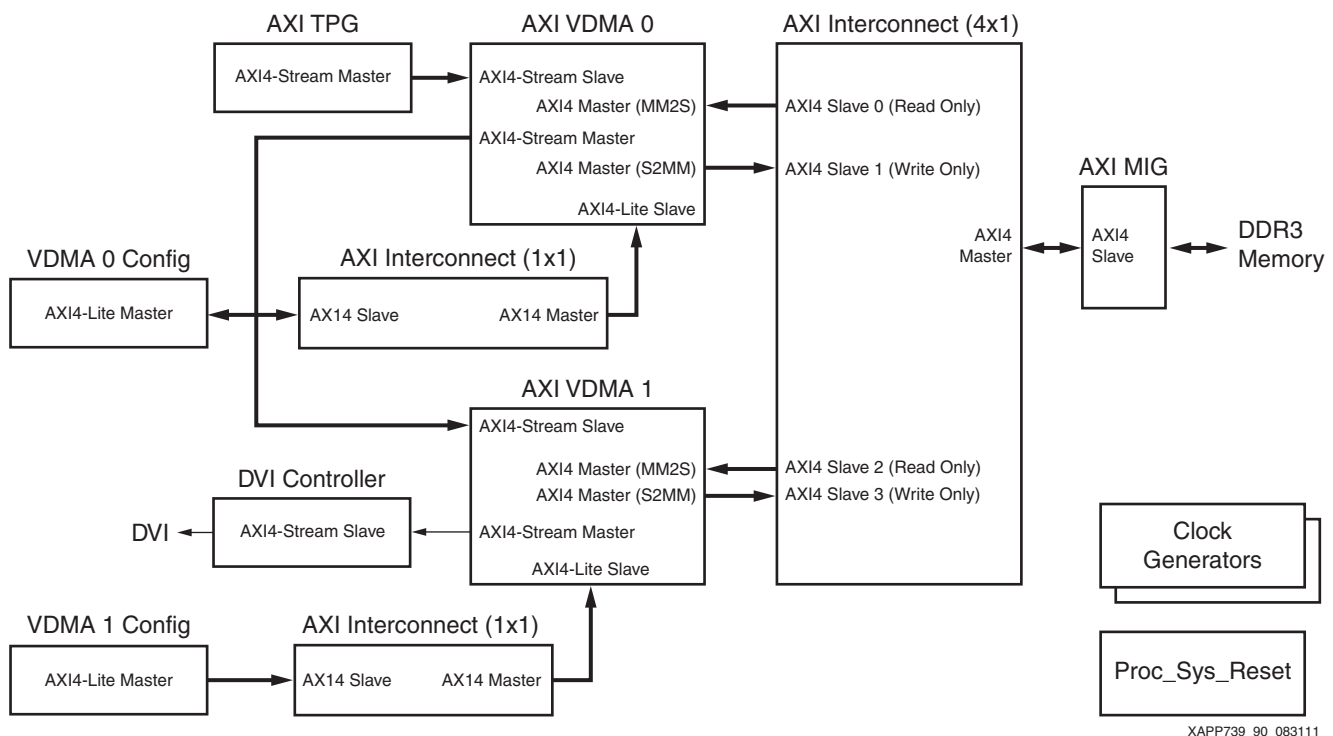 AXI TPG
AXI4-Stream Master
AXI VDMA 0
AXI4-Stream Slave
AXI4 Master (MM2S)
AXI4-Stream Master
AXI4 Master (S2MM)
AXI4-Lite Slave
AXI Interconnect (4x1)
AXI4 Slave 0 (Read Only)
AXI4 Slave 1 (Write Only)
AXI4
Master
AXI4 Slave 2 (Read Only)
AXI4 Slave 3 (Write Only)
AXI MIG
AXI4
Slave
DDR3
Memory
VDMA 0 Config
AXI4-Lite Master
AXI Interconnect (1x1)
AX14 Slave
AX14 Master
AXI VDMA 1
AXI4-Stream Slave
AXI4 Master (MM2S)
AXI4 Master (S2MM)
AXI4-Stream Master
AXI4-Lite Slave
DVI Controller
DVI
AXI4-Stream Slave
VDMA 1 Config
AXI4-Lite Master
AXI Interconnect (1x1)
AX14 Slave
AX14 Master
Clock
Generators
Proc_Sys_Reset
XAPP739_90_083111